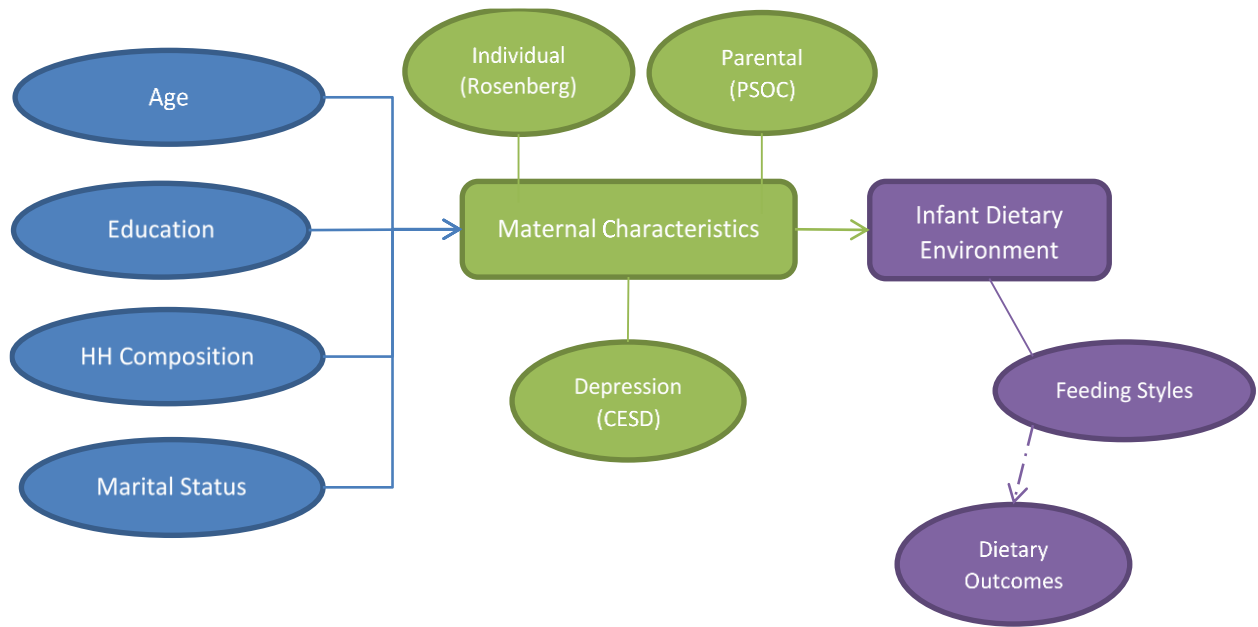 Age
Education
HH Composition
Marital Status
Individual
(Rosenberg)
Parental
(PSOC)
Maternal Characteristics
Depression
(CESD)
Infant Dietary
Environment
Feeding Styles
Dietary
Outcomes